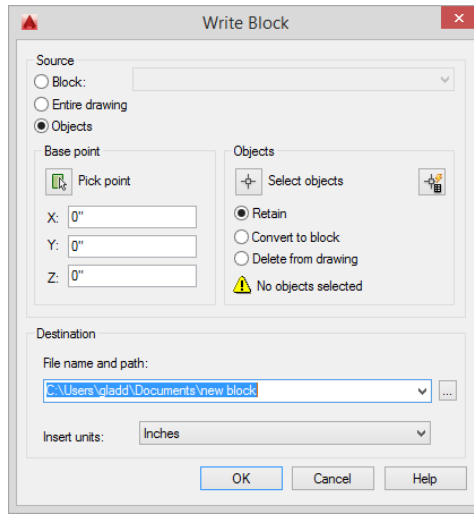 Write Block
Source
Block:
Entire drawing
Objects
Base point
Pick point
X: 0"
Y: 0"
Z: 0"
Objects
Select objects
Retain
Convert to block
Delete from drawing
No objects selected
Destination
File name and path:
C:\Users\gladd\Documents\new block
...
Insert units: Inches
OK Cancel Help